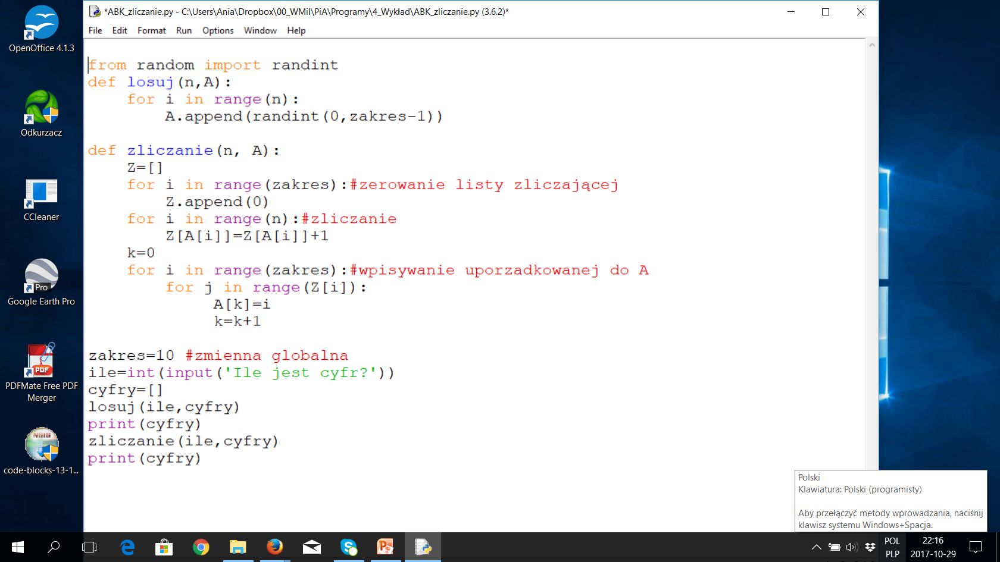 *ABK_zliczanie.py - C:\Users\Ania\Dropbox\00_WMiI\PiA\Programy\4_Wykład\ABK_zliczanie.py (3.6.2)*
File Edit Format Run Options Window Help
from random import randint
def losuj(n,A):
    for i in range(n):
        A.append(randint(0,zakres-1))

def zliczanie(n, A):
    Z=[]
    for i in range(zakres):#zerowanie listy zliczającej
        Z.append(0)
    for i in range(n):#zliczanie
        Z[A[i]]=Z[A[i]]+1
    k=0
    for i in range(zakres):#wpisywanie uporzadkowanej do A
        for j in range(Z[i]):
             A[k]=i
             k=k+1

zakres=10 #zmienna globalna
ile=int(input('Ile jest cyfr?'))
cyfry=[]
losuj(ile,cyfry)
print(cyfry)
zliczanie(ile,cyfry)
print(cyfry)
OpenOffice 4.1.3
Odkurzacz
CCleaner
Pro
Google Earth Pro
PDF
PDFMate Free PDF
Merger
code-blocks-13-1...
Polski
Klawiatura: Polski (programisty)
Aby przełączyć metody wprowadzania, naciśnij
klawisz systemu Windows+Spacja.
POL
PLP
22:16
2017-10-29